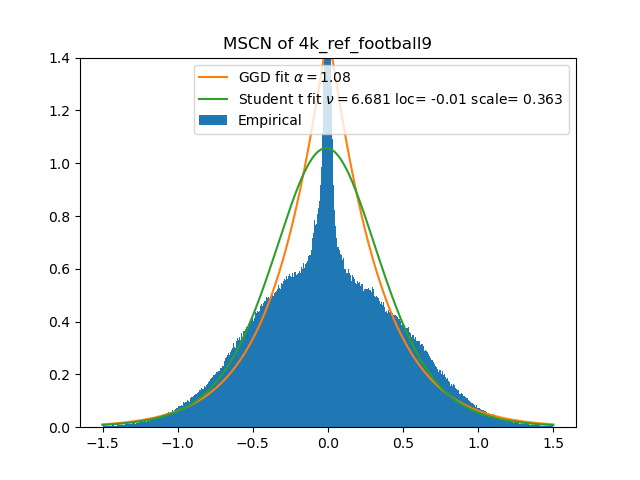 MSCN of 4k_ref_football9
GGD fit α = 1.08
Student t fit ν = 6.681 loc= -0.01 scale= 0.363
Empirical
1.4
1.2
1.0
0.8
0.6
0.4
0.2
0.0
−1.5 −1.0 −0.5 0.0 0.5 1.0 1.5